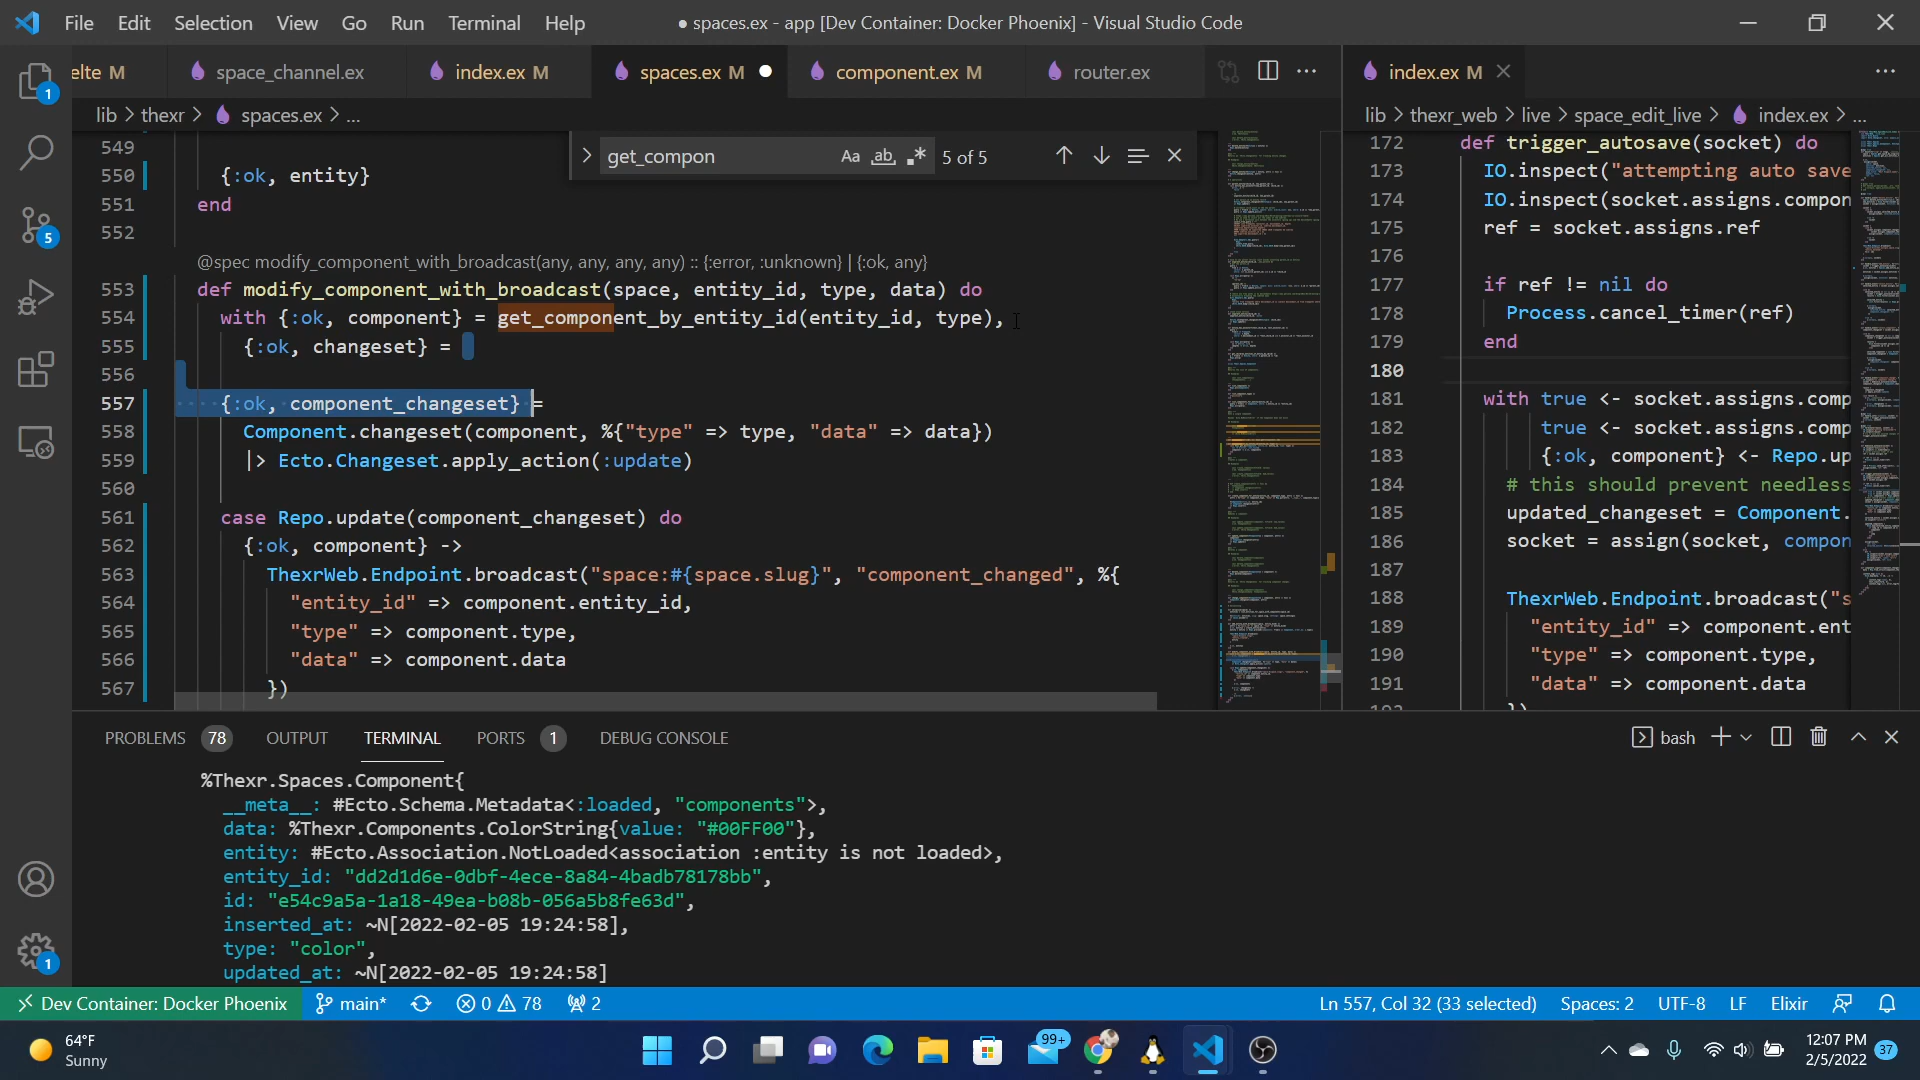 File Edit Selection View Go Run Terminal Help
● spaces.ex - app [Dev Container: Docker Phoenix] - Visual Studio Code
elte M
space_channel.ex
index.ex M
spaces.ex M
component.ex M
router.ex
index.ex M
lib > thexr > spaces.ex > ...
lib > thexr_web > live > space_edit_live > index.ex > ...
get_compon Aa ab .* 5 of 5
549
550 {:ok, entity}
551 end
552
@spec modify_component_with_broadcast(any, any, any, any) :: {:error, :unknown} | {:ok, any}
553 def modify_component_with_broadcast(space, entity_id, type, data) do
554 with {:ok, component} = get_component_by_entity_id(entity_id, type),
555 {:ok, changeset} =
556
557 {:ok, component_changeset} =
558 Component.changeset(component, %{"type" => type, "data" => data})
559 |> Ecto.Changeset.apply_action(:update)
560
561 case Repo.update(component_changeset) do
562 {:ok, component} ->
563 ThexrWeb.Endpoint.broadcast("space:#{space.slug}", "component_changed", %{
564 "entity_id" => component.entity_id,
565 "type" => component.type,
566 "data" => component.data
567 })
172 def trigger_autosave(socket) do
173 IO.inspect("attempting auto save
174 IO.inspect(socket.assigns.compon
175 ref = socket.assigns.ref
176
177 if ref != nil do
178 Process.cancel_timer(ref)
179 end
180
181 with true <- socket.assigns.comp
182 true <- socket.assigns.comp
183 {:ok, component} <- Repo.up
184 # this should prevent needless
185 updated_changeset = Component.
186 socket = assign(socket, compon
187
188 ThexrWeb.Endpoint.broadcast("s
189 "entity_id" => component.ent
190 "type" => component.type,
191 "data" => component.data
192 })
PROBLEMS 78 OUTPUT TERMINAL PORTS 1 DEBUG CONSOLE
bash
%Thexr.Spaces.Component{
__meta__: #Ecto.Schema.Metadata<:loaded, "components">,
data: %Thexr.Components.ColorString{value: "#00FF00"},
entity: #Ecto.Association.NotLoaded<association :entity is not loaded>,
entity_id: "dd2d1d6e-0dbf-4ece-8a84-4badb78178bb",
id: "e54c9a5a-1a18-49ea-b08b-056a5b8fe63d",
inserted_at: ~N[2022-02-05 19:24:58],
type: "color",
updated_at: ~N[2022-02-05 19:24:58]
1
5
1
Dev Container: Docker Phoenix main* 0 78 2
Ln 557, Col 32 (33 selected) Spaces: 2 UTF-8 LF Elixir
64°F
Sunny
99+
12:07 PM
2/5/2022
37